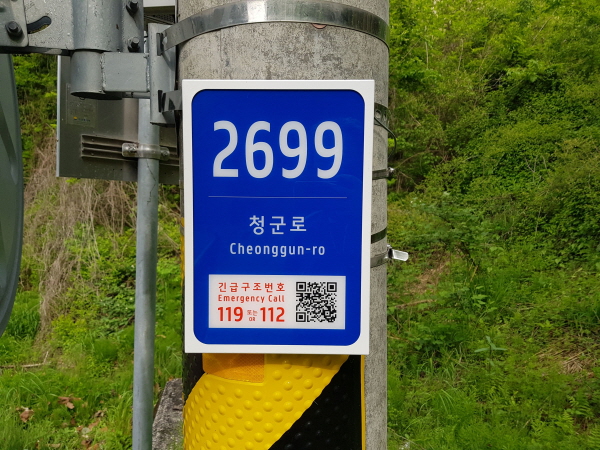 2699
청군로
Cheonggun-ro
긴급구조번호
Emergency Call
119 또는 OR 112